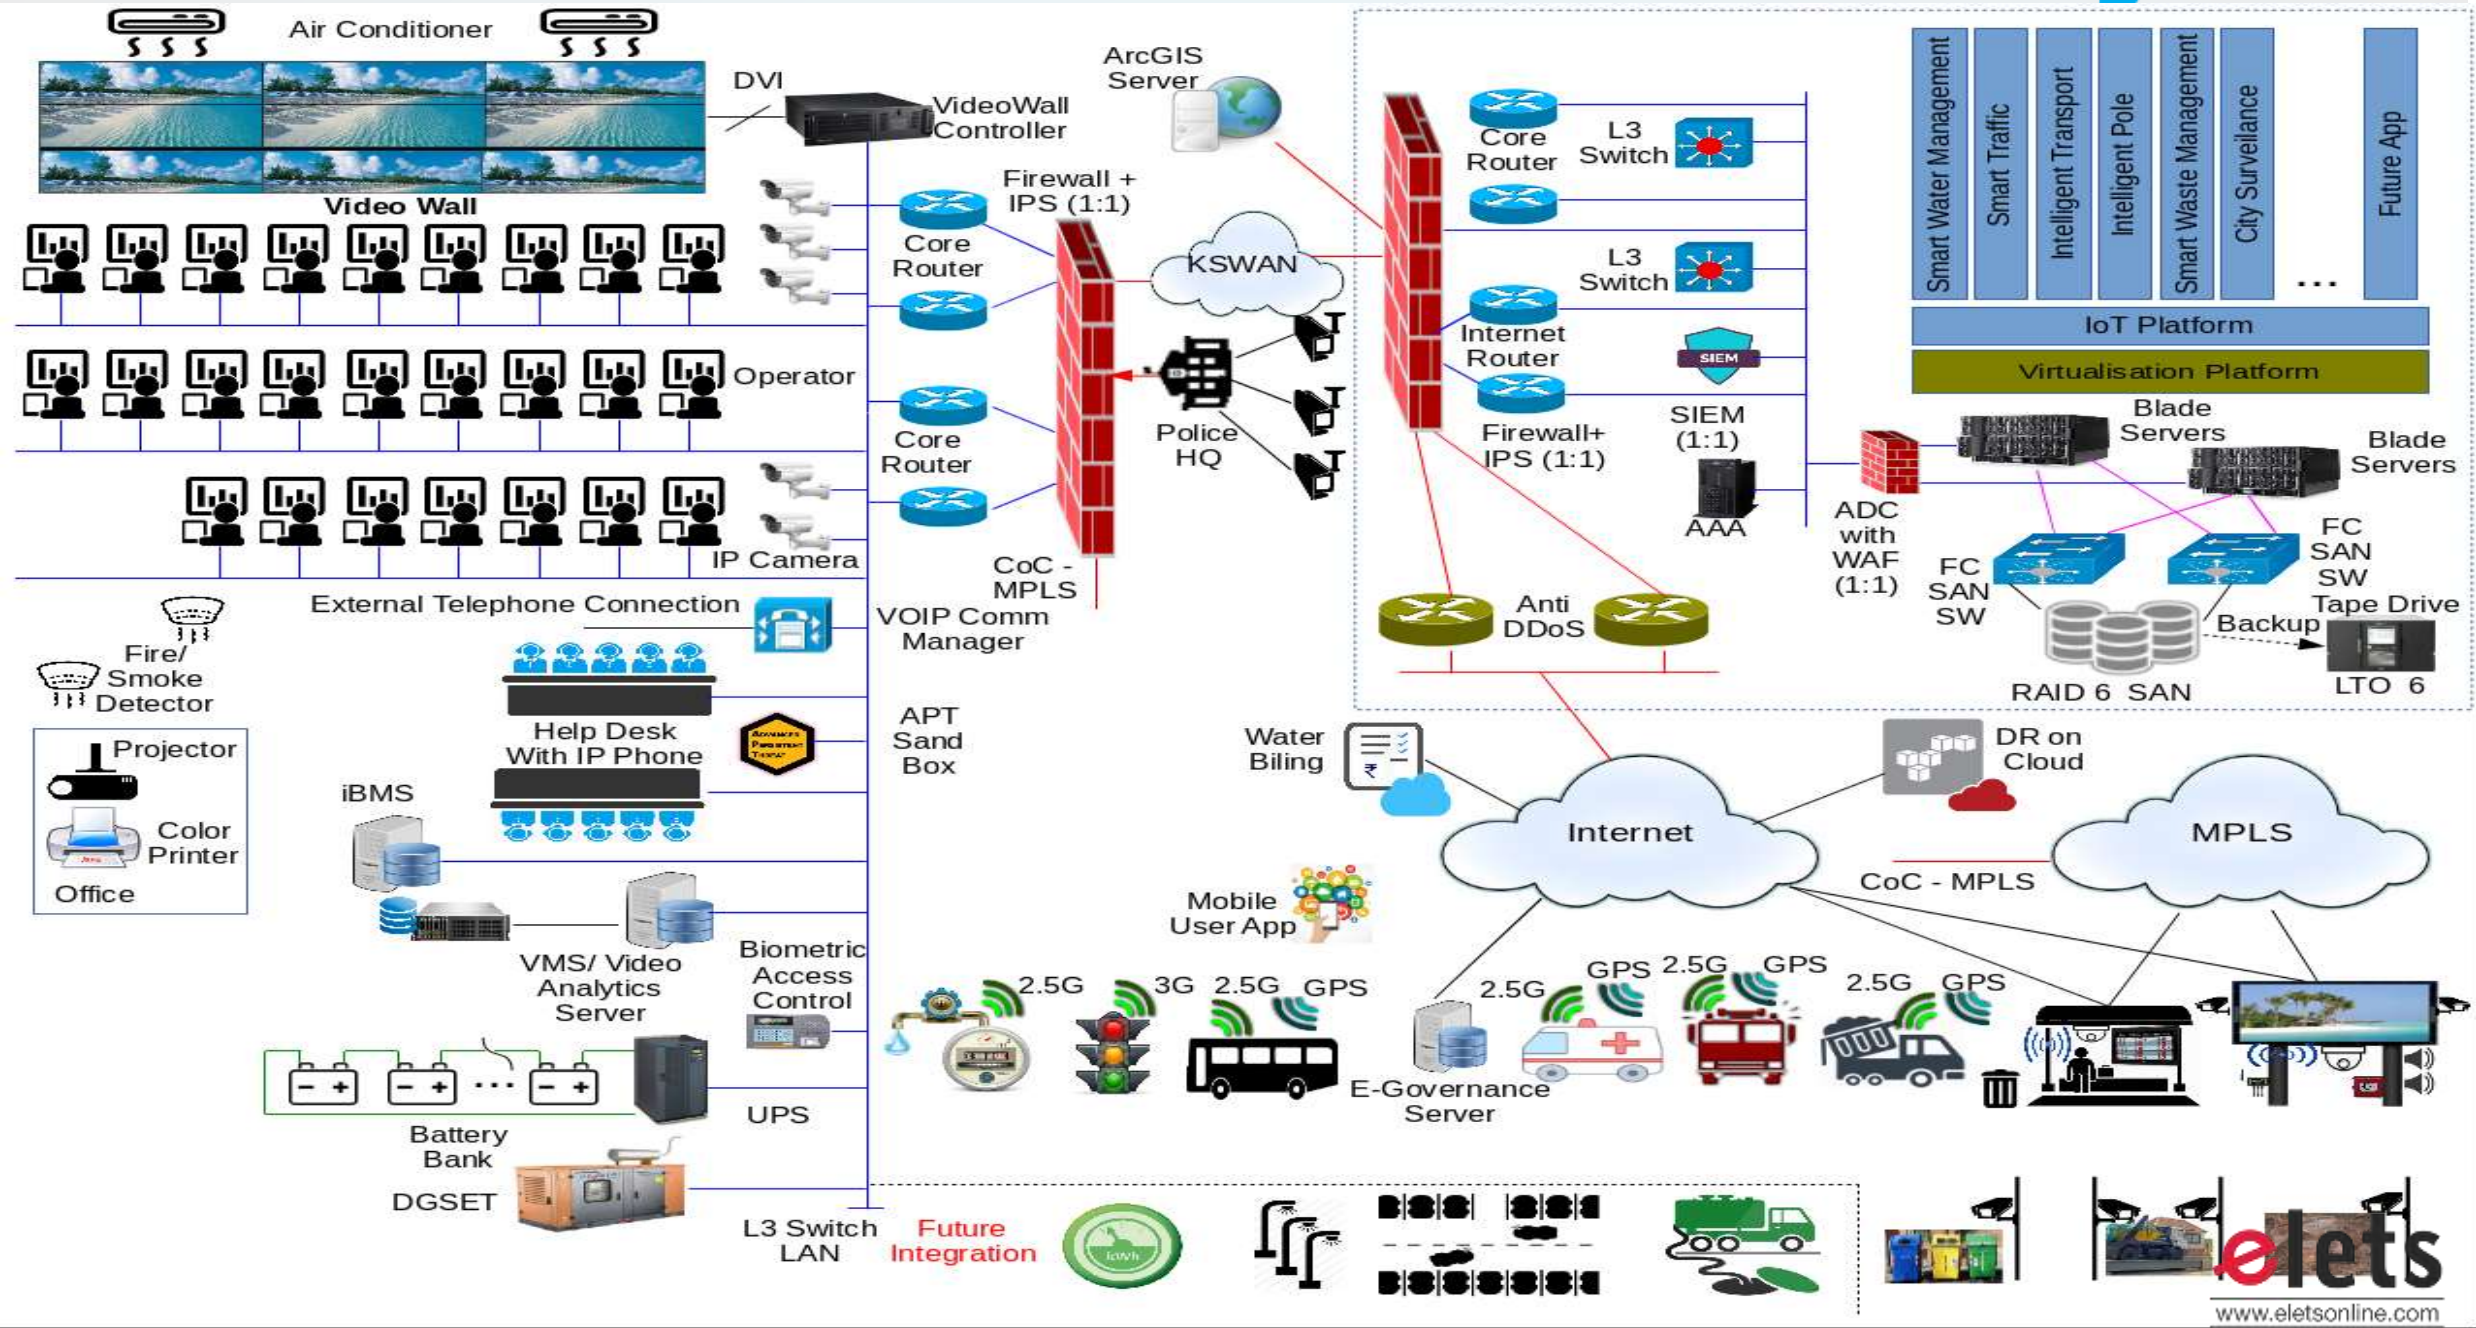 Air Conditioner
DVI
VideoWall
Controller
Video Wall
Operator
IP Camera
Core
Router
Firewall +
IPS (1:1)
Core
Router
CoC -
MPLS
ArcGIS
Server
KSWAN
Police
HQ
External Telephone Connection
VOIP Comm
Manager
Fire/
Smoke
Detector
Help Desk
With IP Phone
ADVANCED
PERSISTENT
THREAT
APT
Sand
Box
Projector
Color
Printer
Office
iBMS
VMS/ Video
Analytics
Server
Biometric
Access
Control
UPS
Battery
Bank
DGSET
L3 Switch
LAN
Core
Router
L3
Switch
L3
Switch
Internet
Router
SIEM
SIEM
(1:1)
Firewall+
IPS (1:1)
AAA
ADC
with
WAF
(1:1)
Anti
DDoS
Smart Water Management
Smart Traffic
Intelligent Transport
Intelligent Pole
Smart Waste Management
City Surveilance
...
Future App
IoT Platform
Virtualisation Platform
Blade
Servers
Blade
Servers
FC
SAN
SW
FC
SAN
SW
Tape Drive
Backup
RAID 6 SAN
LTO 6
Water
Biling
₹
DR on
Cloud
Internet
MPLS
CoC - MPLS
Mobile
User App
2.5G
3G
2.5G
GPS
2.5G
GPS
2.5G
GPS
2.5G
GPS
E-Governance
Server
Future
Integration
kWh
elets
www.eletsonline.com